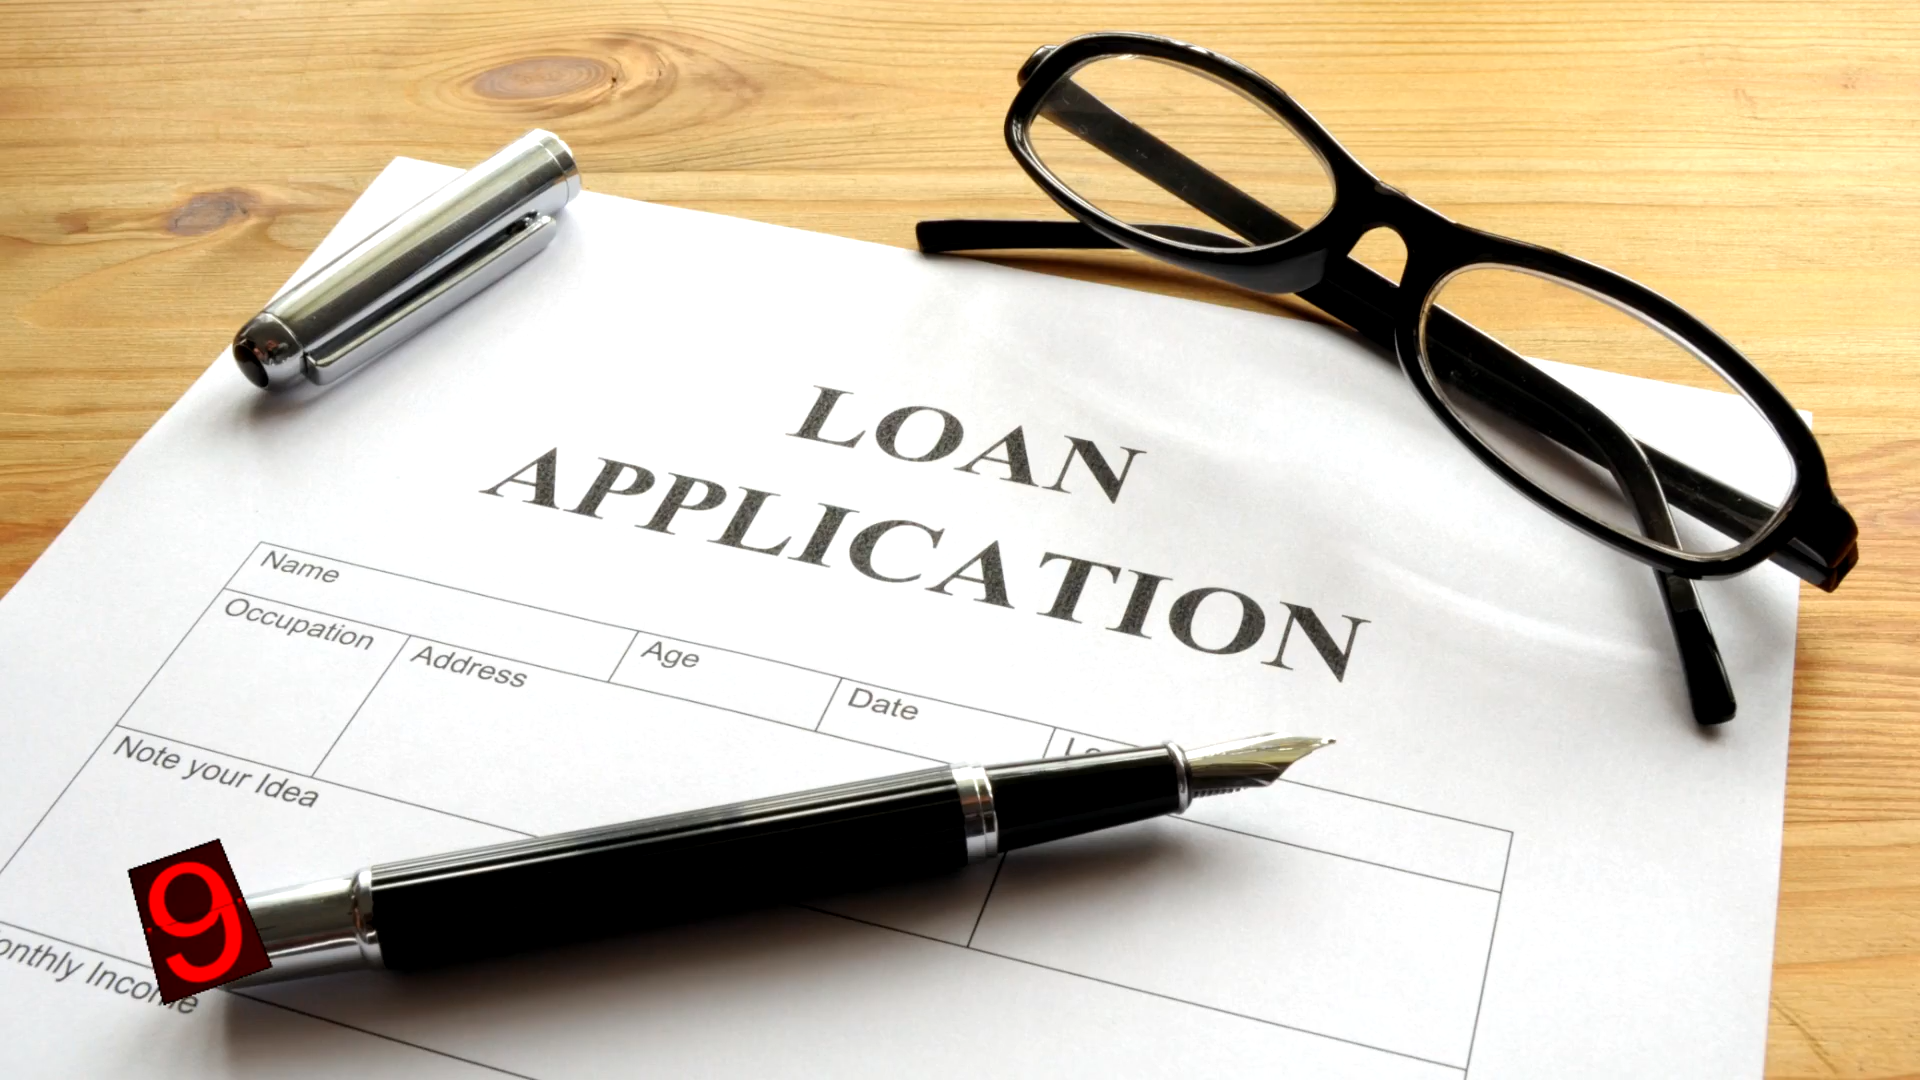 LOAN
APPLICATION
Name
Occupation
Address
Age
Date
Note your Idea
9